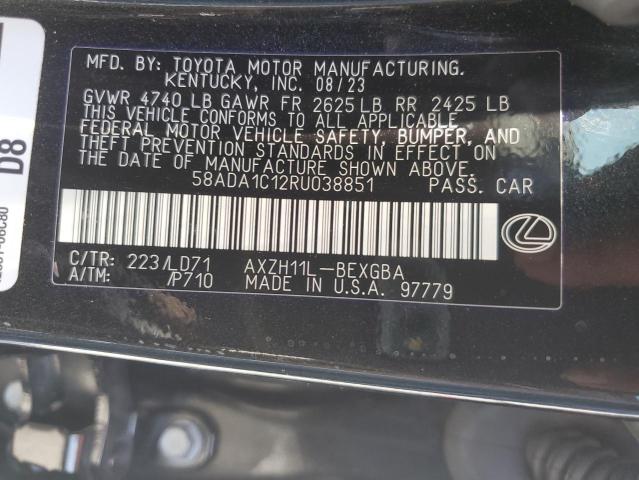 MFD. BY: TOYOTA MOTOR MANUFACTURING.
KENTUCKY, INC. 08/23
GVWR 4740 LB GAWR FR 2625 LB RR 2425 LB
THIS VEHICLE CONFORMS TO ALL APPLICABLE
FEDERAL MOTOR VEHICLE SAFETY, BUMPER, AND
THEFT PREVENTION STANDARDS IN EFFECT ON
THE DATE OF MANUFACTURE SHOWN ABOVE.
58ADA1C12RU038851 PASS. CAR
C/TR: 223/LD71 AXZH11L-BEXGBA
A/TM: /P710 MADE IN U.S.A. 97779
D8